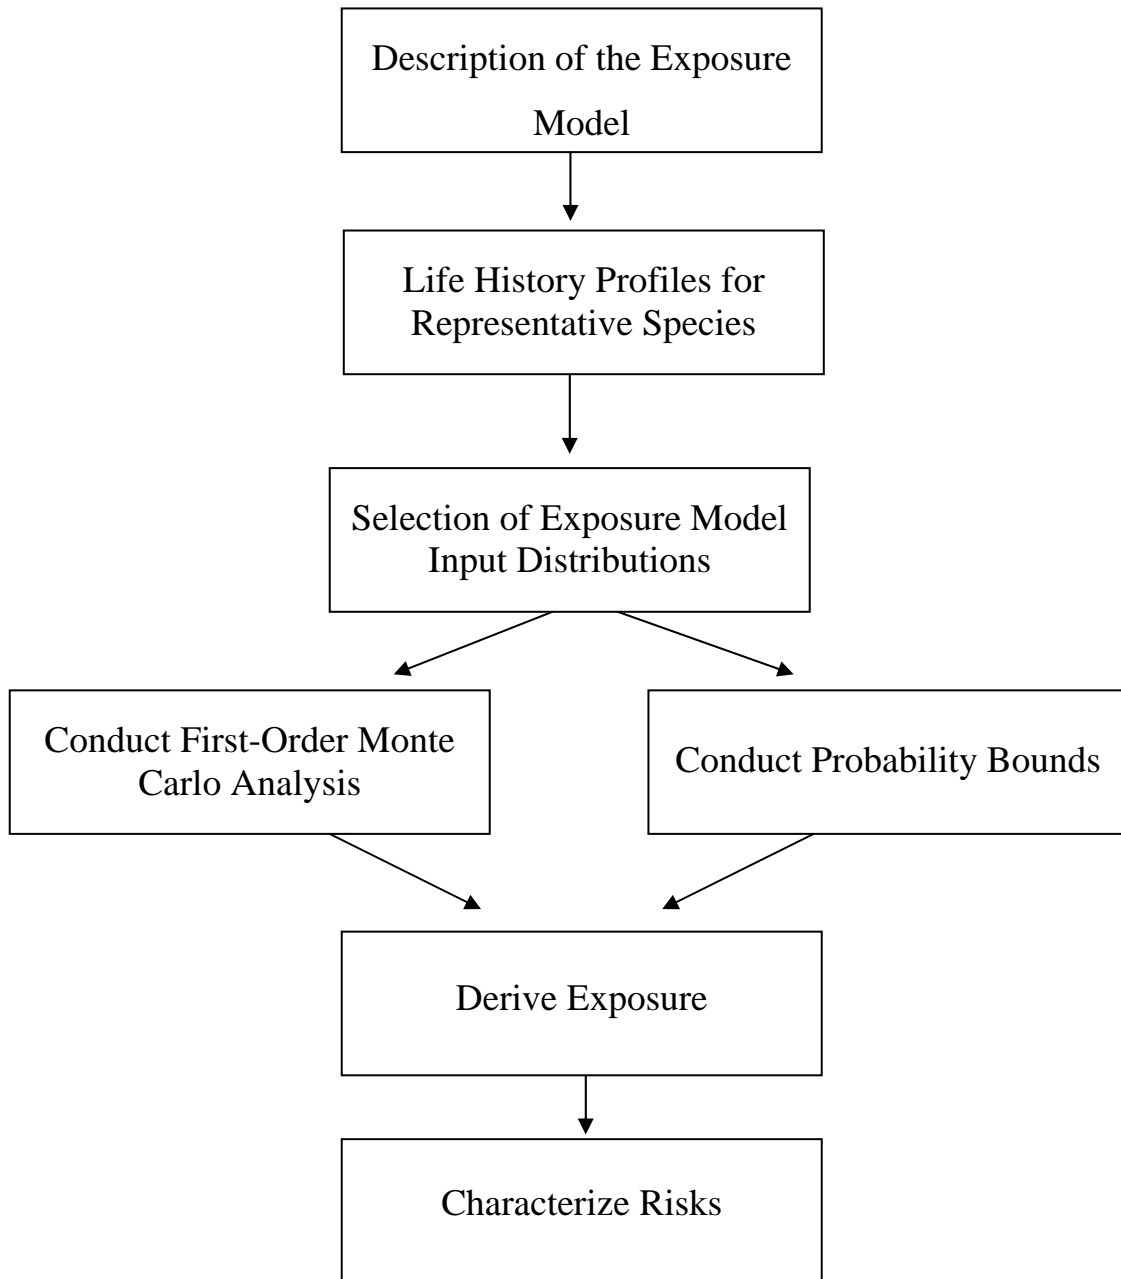 Description of the Exposure
Model
Life History Profiles for
Representative Species
Selection of Exposure Model
Input Distributions
Conduct First-Order Monte
Carlo Analysis
Conduct Probability Bounds
Derive Exposure
Characterize Risks